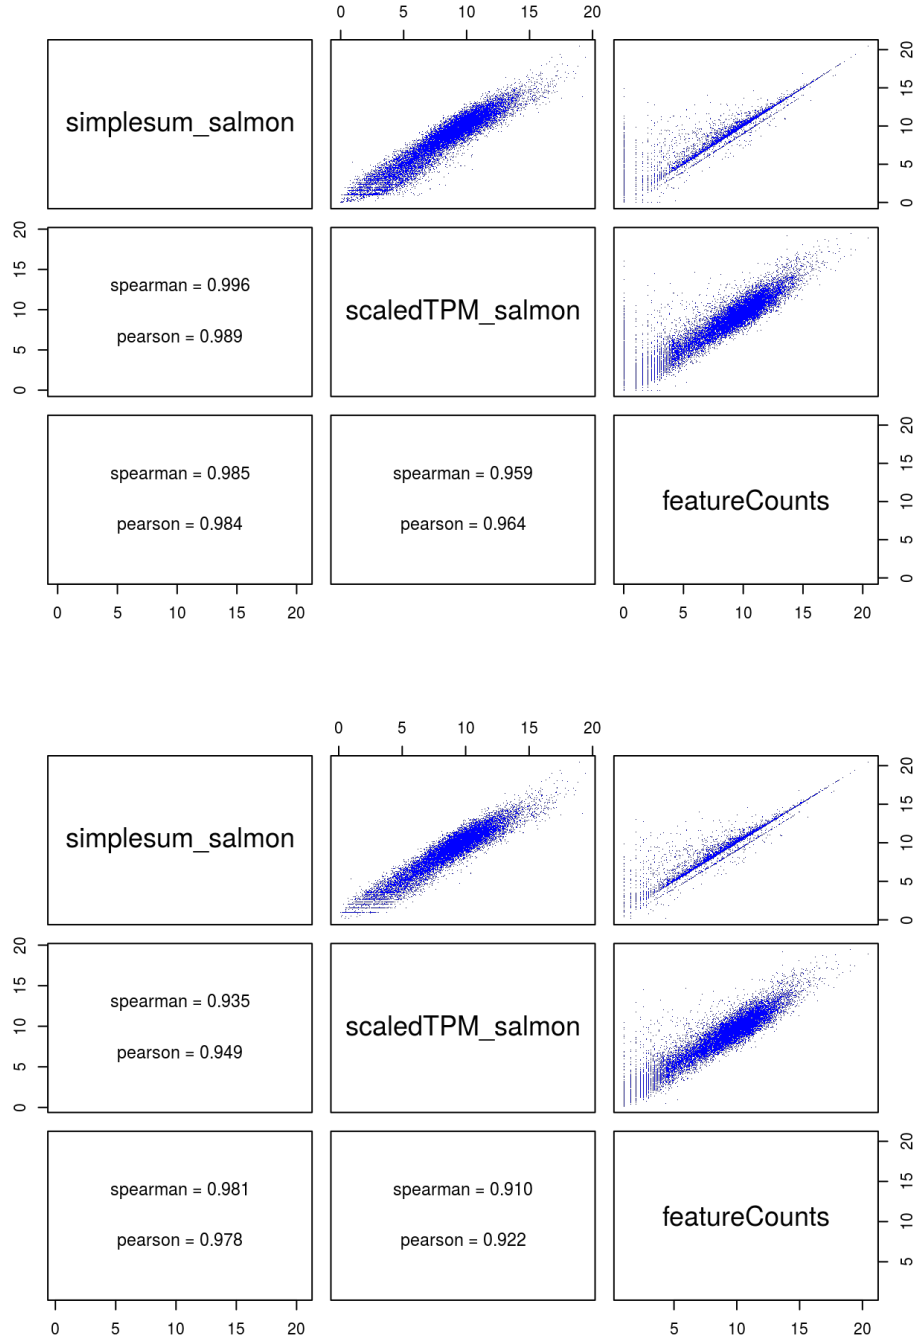 0 5 10 15 20
simplesum_salmon
0 5 10 15 20
0 5 10 15 20
spearman = 0.996
pearson = 0.989
scaledTPM_salmon
spearman = 0.985
pearson = 0.984
spearman = 0.959
pearson = 0.964
featureCounts
0 5 10 15 20
0 5 10 15 20
0 5 10 15 20
0 5 10 15 20
simplesum_salmon
0 5 10 15 20
0 5 10 15 20
spearman = 0.935
pearson = 0.949
scaledTPM_salmon
spearman = 0.981
pearson = 0.978
spearman = 0.910
pearson = 0.922
featureCounts
5 10 15 20
0 5 10 15 20
5 10 15 20